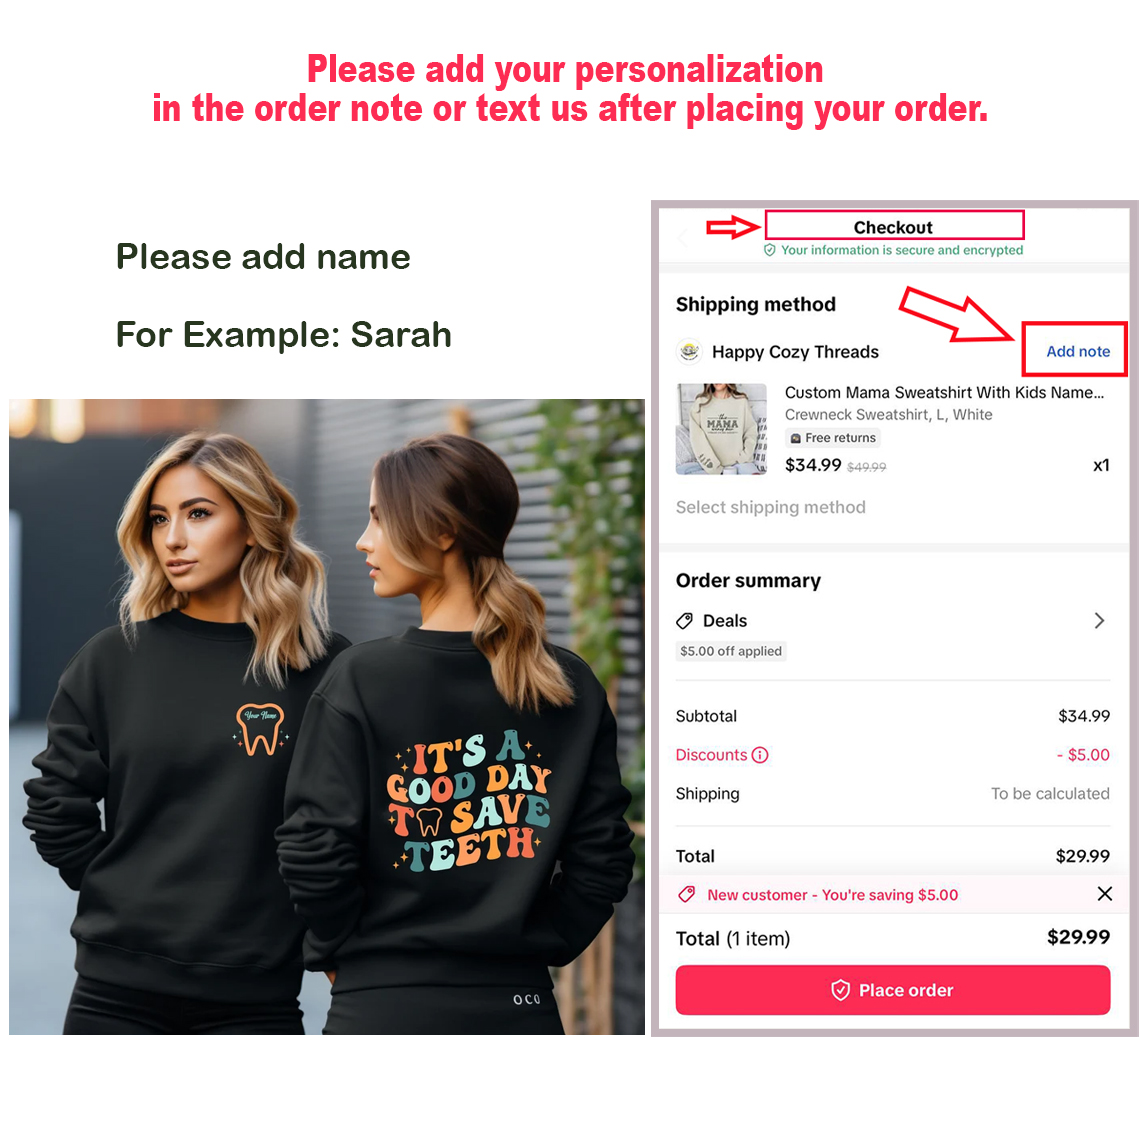 Please add your personalization
in the order note or text us after placing your order.
Please add name
For Example: Sarah
Your Name
IT'S A
GOOD DAY
TO SAVE
TEETH
OCO
Checkout
Your information is secure and encrypted
Shipping method
Happy Cozy Threads
Add note
Custom Mama Sweatshirt With Kids Name...
Crewneck Sweatshirt, L, White
Free returns
$34.99 $49.99
x1
MAMA
Select shipping method
Order summary
Deals
$5.00 off applied
Subtotal $34.99
Discounts - $5.00
Shipping To be calculated
Total $29.99
New customer - You're saving $5.00
Total (1 item) $29.99
Place order